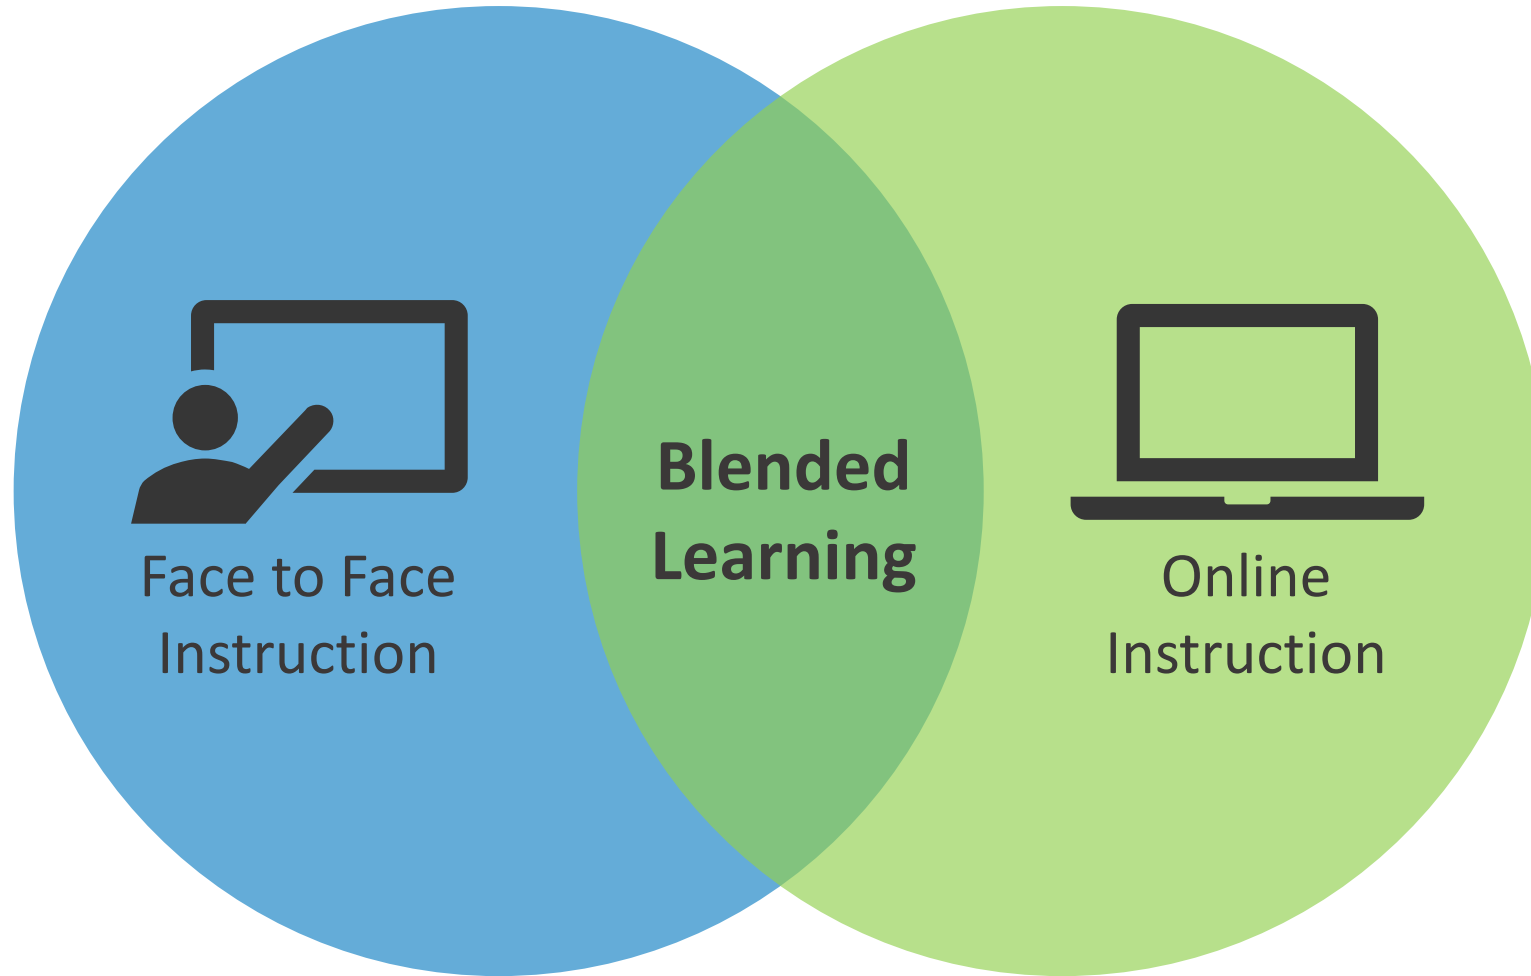 Face to Face
Instruction
Blended
Learning
Online
Instruction